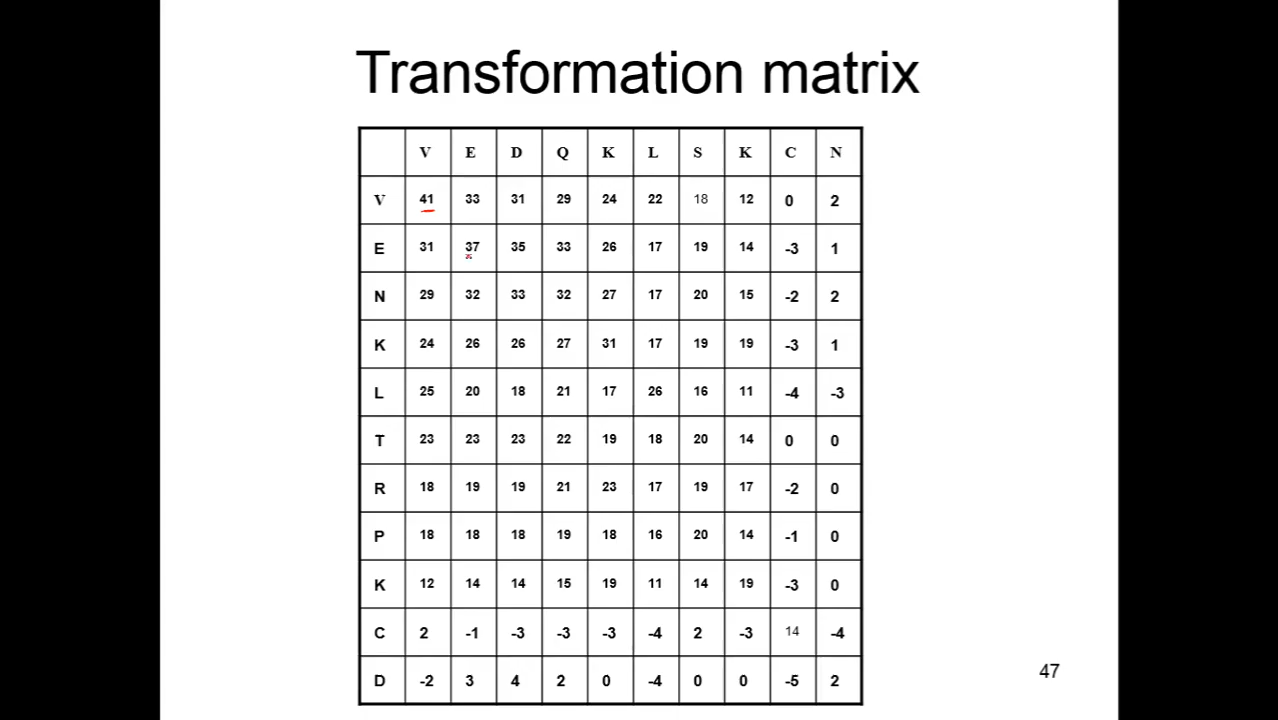 Transformation matrix
V E D Q K L S K C N
V 41 33 31 29 24 22 18 12 0 2
E 31 37 35 33 26 17 19 14 -3 1
N 29 32 33 32 27 17 20 15 -2 2
K 24 26 26 27 31 17 19 19 -3 1
L 25 20 18 21 17 26 16 11 -4 -3
T 23 23 23 22 19 18 20 14 0 0
R 18 19 19 21 23 17 19 17 -2 0
P 18 18 18 19 18 16 20 14 -1 0
K 12 14 14 15 19 11 14 19 -3 0
C 2 -1 -3 -3 -3 -4 2 -3 14 -4
D -2 3 4 2 0 -4 0 0 -5 2
47